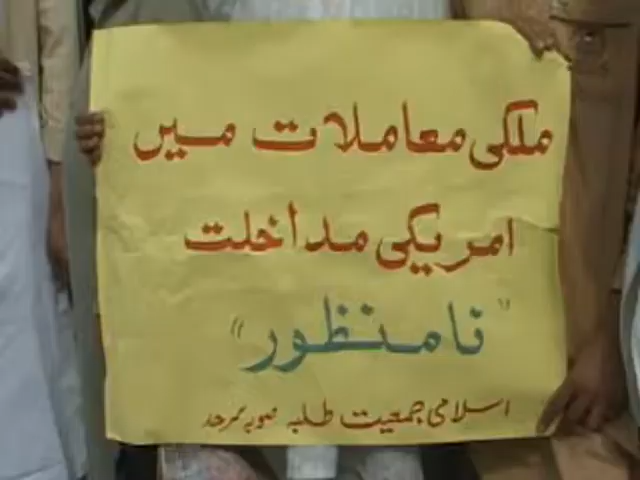 ملکی معاملات میں
امریکی مداخلت
"نامنظور"
اسلامی جمعیت طلبہ صوبہ سرحد